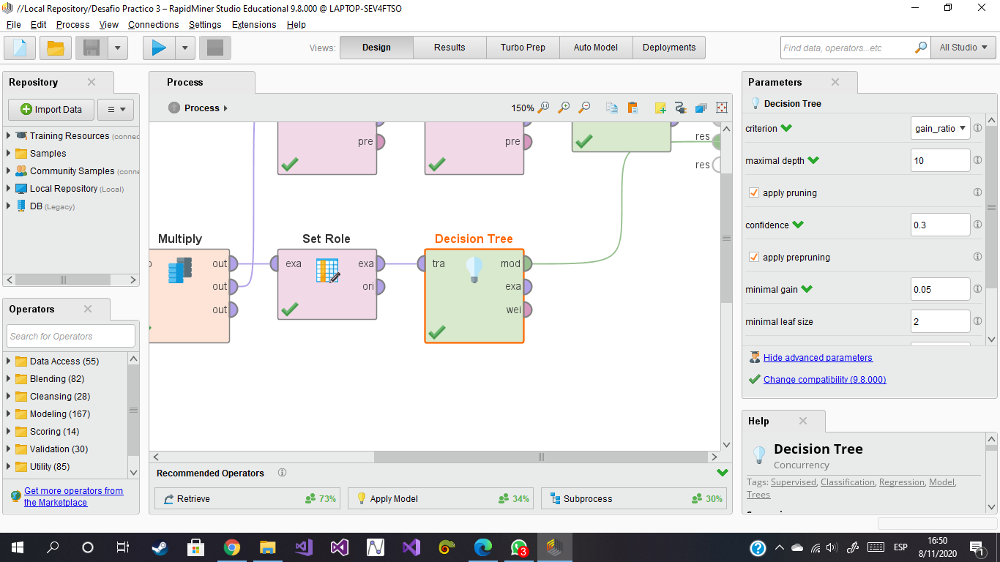 //Local Repository/Desafio Practico 3 – RapidMiner Studio Educational 9.8.000 @ LAPTOP-SEV4FTSO
File Edit Process View Connections Settings Extensions Help
Views: Design Results Turbo Prep Auto Model Deployments
Find data, operators...etc All Studio
Repository
Import Data
Training Resources (connec
Samples
Community Samples (conne
Local Repository (Local)
DB (Legacy)
Operators
Search for Operators
Data Access (55)
Blending (82)
Cleansing (28)
Modeling (167)
Scoring (14)
Validation (30)
Utility (85)
Get more operators from
the Marketplace
Process
Process
150%
pre pre res
res
Multiply Set Role Decision Tree
out exa exa tra mod
out ori exa
out wei
Recommended Operators
Retrieve 73% Apply Model 34% Subprocess 30%
Parameters
Decision Tree
criterion gain_ratio
maximal depth 10
apply pruning
confidence 0.3
apply prepruning
minimal gain 0.05
minimal leaf size 2
Hide advanced parameters
Change compatibility (9.8.000)
Help
Decision Tree
Concurrency
Tags: Supervised, Classification, Regression, Model,
Trees
3 ESP 16:50
8/11/2020 1